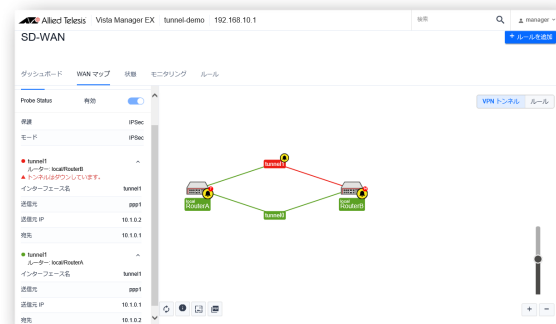 Allied Telesis Vista Manager EX tunnel-demo 192.168.10.1 検索 manager
SD-WAN
+ ルールを追加
ダッシュボード WAN マップ 状態 モニタリング ルール
Probe Status 有効
VPN トンネル ルール
保護 IPSec
モード IPSec
tunnel1
ルーター: local/RouterB
トンネルはダウンしています。
インターフェース名 tunnel1
送信元 ppp1
送信元 IP 10.1.0.2
宛先 10.1.0.1
tunnel1
ルーター: local/RouterA
インターフェース名 tunnel1
送信元 ppp1
送信元 IP 10.1.0.1
宛先 10.1.0.2
tunnel1
local
RouterA
local
RouterB
tunnel0
+ −